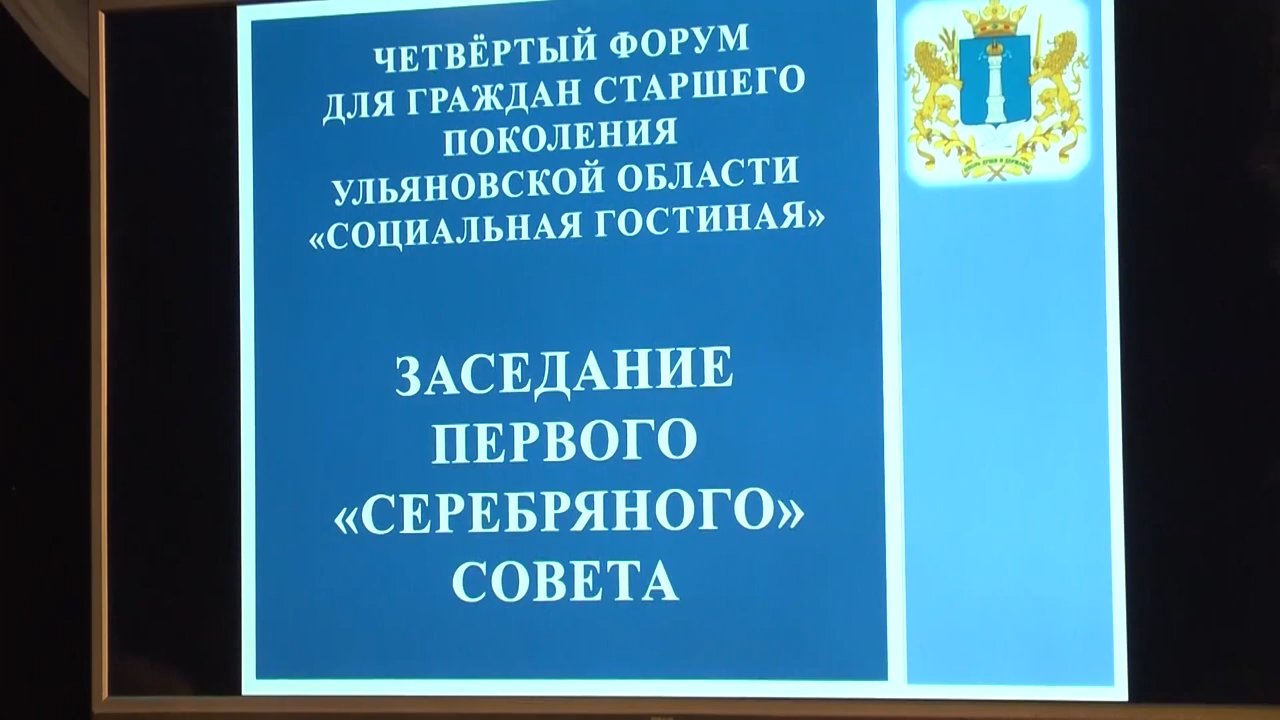 ЧЕТВЁРТЫЙ ФОРУМ
ДЛЯ ГРАЖДАН СТАРШЕГО
ПОКОЛЕНИЯ
УЛЬЯНОВСКОЙ ОБЛАСТИ
«СОЦИАЛЬНАЯ ГОСТИНАЯ»
ЗАСЕДАНИЕ
ПЕРВОГО
«СЕРЕБРЯНОГО»
СОВЕТА